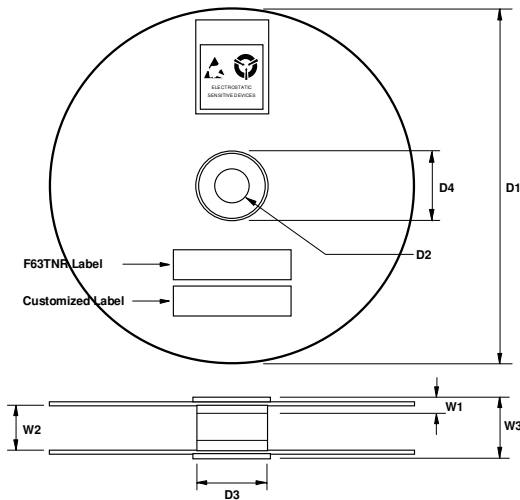 ELECTROSTATIC
SENSITIVE DEVICES
D4
D1
D2
F63TNR Label
Customized Label
W1
W2
W3
D3